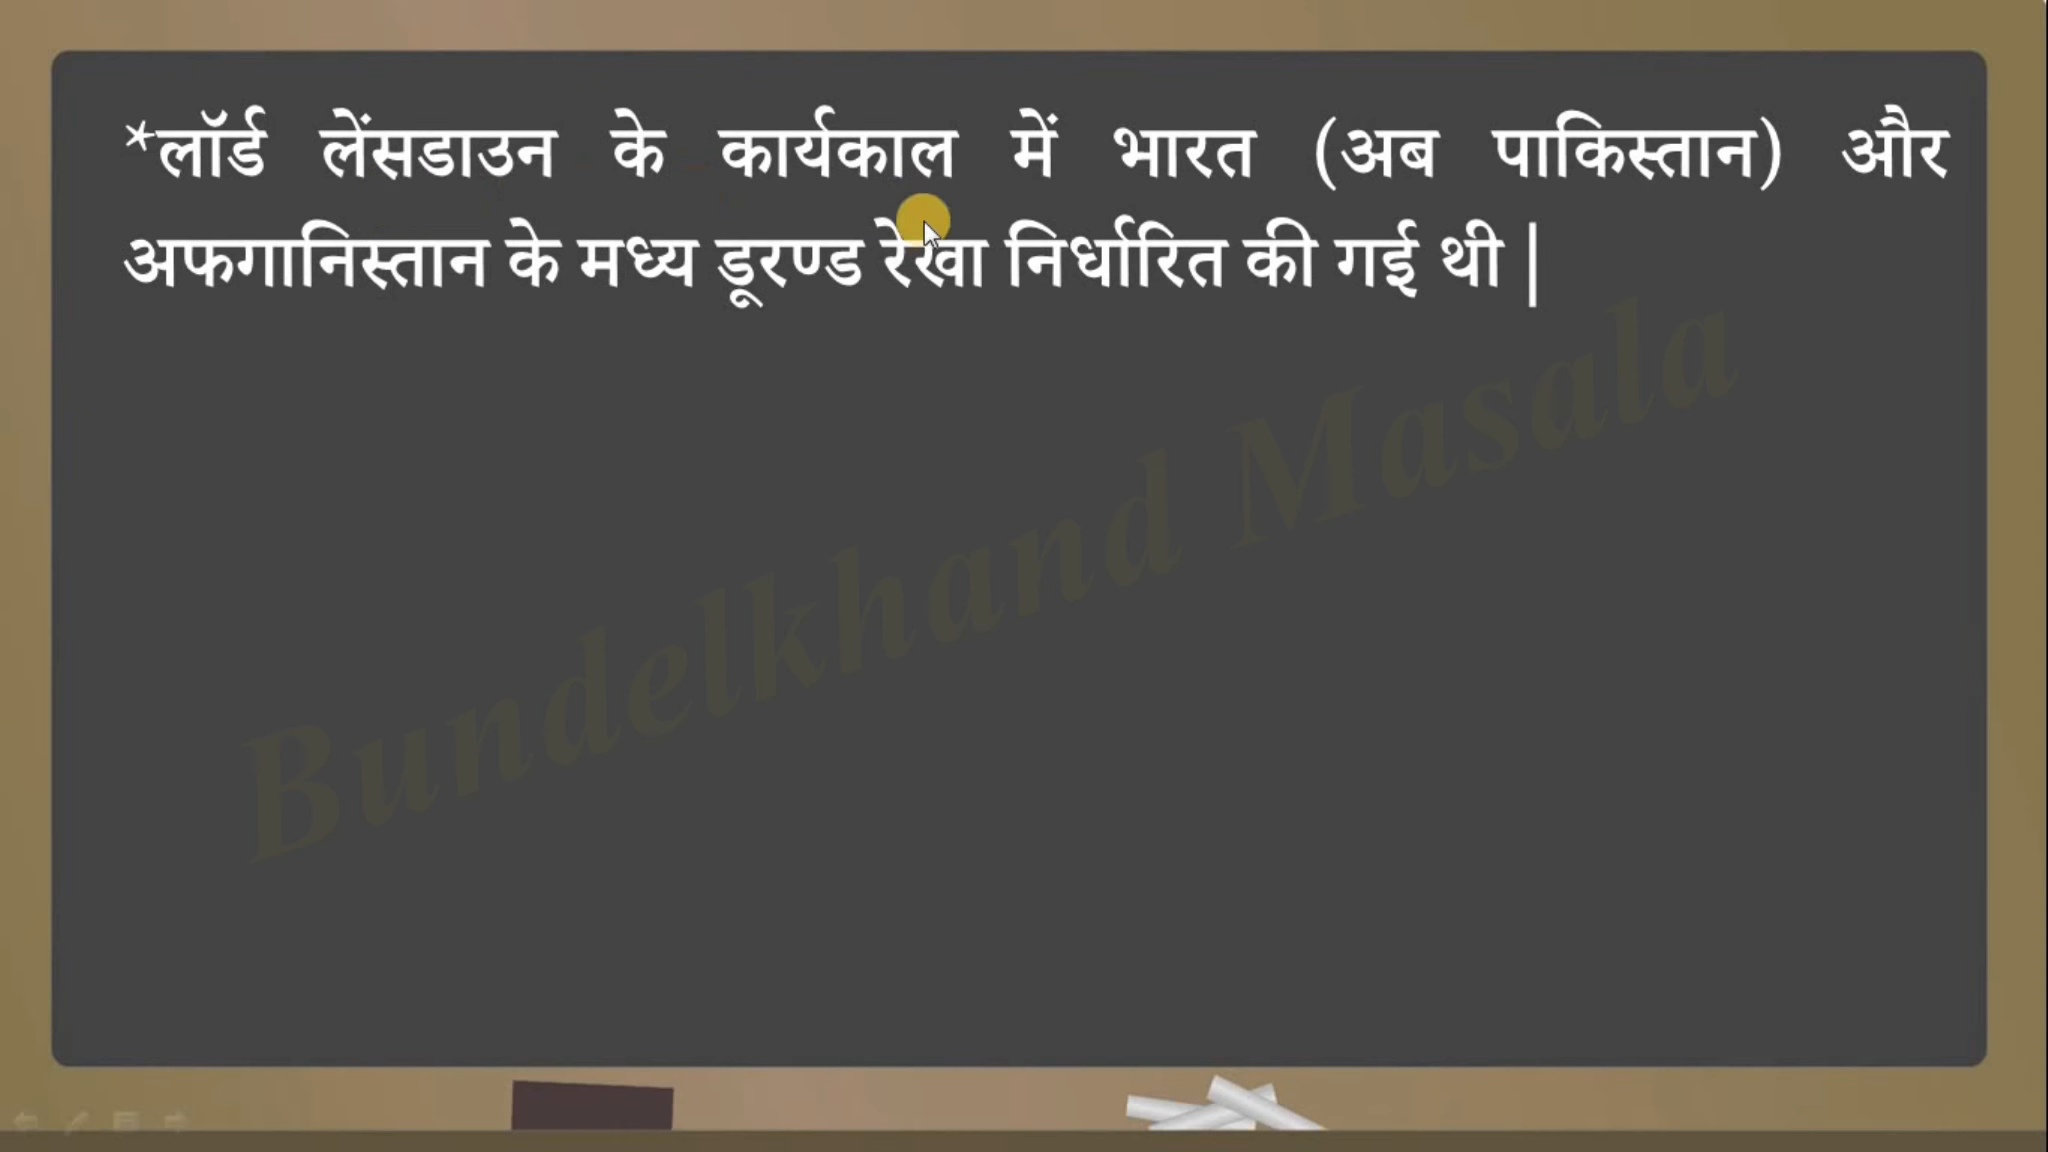 *लॉर्ड लेंसडाउन के कार्यकाल में भारत (अब पाकिस्तान) और
अफगानिस्तान के मध्य डूरण्ड रेखा निर्धारित की गई थी |
Bundelkhand Masala